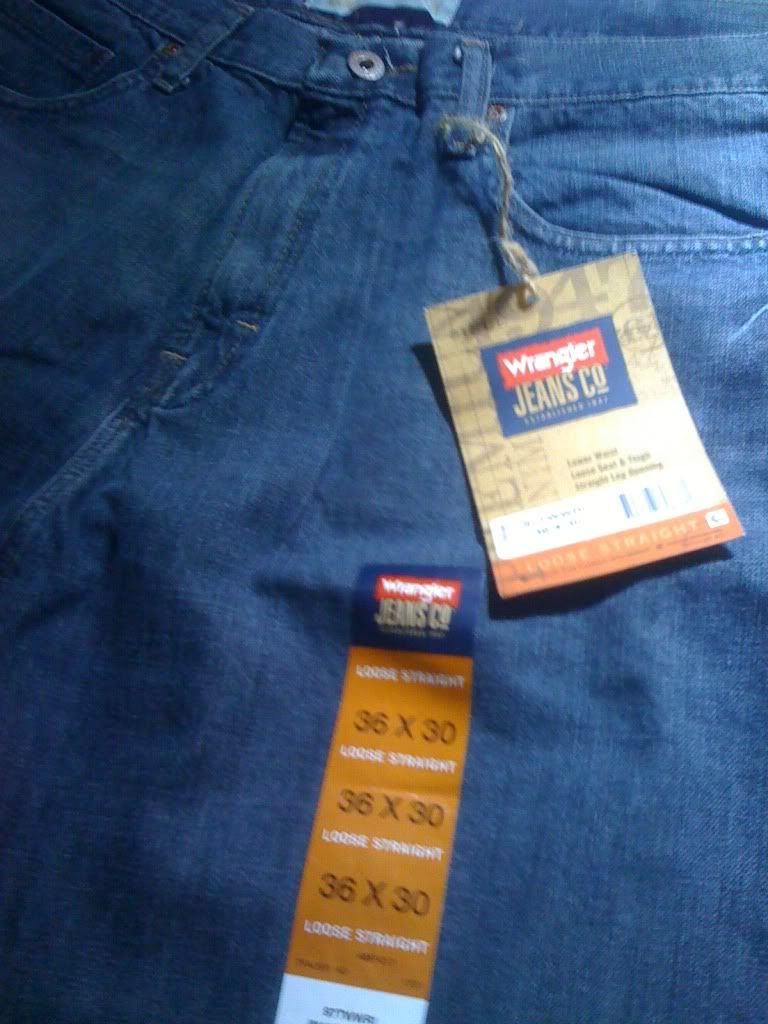 Wrangler
JEANS CO
ESTABLISHED 1947
Lower Waist
Loose Seat & Thigh
Straight Leg Opening
LOOSE STRAIGHT
Wrangler
JEANS CO
LOOSE STRAIGHT
36 X 30
LOOSE STRAIGHT
36 X 30
LOOSE STRAIGHT
36 X 30
LOOSE STRAIGHT